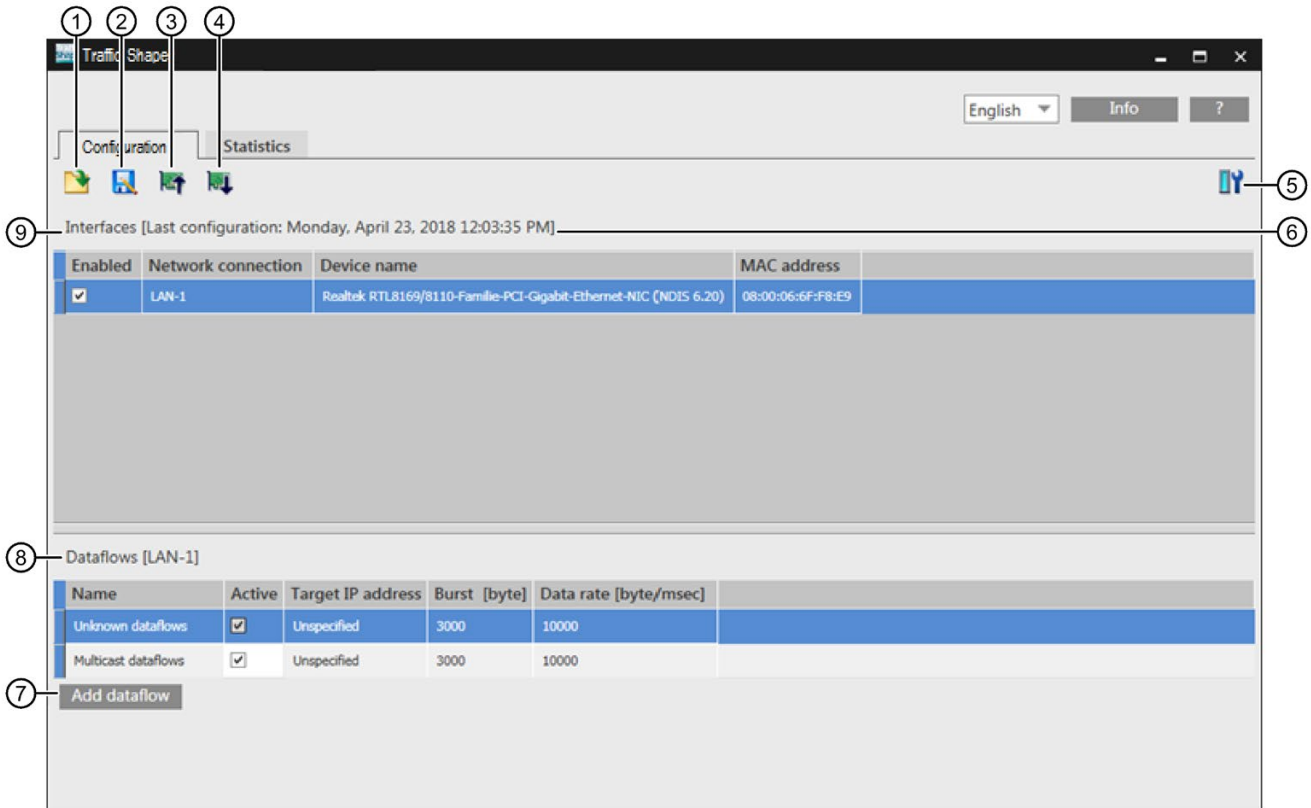 ① ② ③ ④
Traffic Shaper
English Info ?
Configuration Statistics
⑤
⑨ Interfaces [Last configuration: Monday, April 23, 2018 12:03:35 PM] ⑥
Enabled Network connection Device name MAC address
LAN-1 Realtek RTL8169/8110-Familie-PCI-Gigabit-Ethernet-NIC (NDIS 6.20) 08:00:06:6F:F8:E9
⑧ Dataflows [LAN-1]
Name Active Target IP address Burst [byte] Data rate [byte/msec]
Unknown dataflows Unspecified 3000 10000
Multicast dataflows Unspecified 3000 10000
⑦ Add dataflow